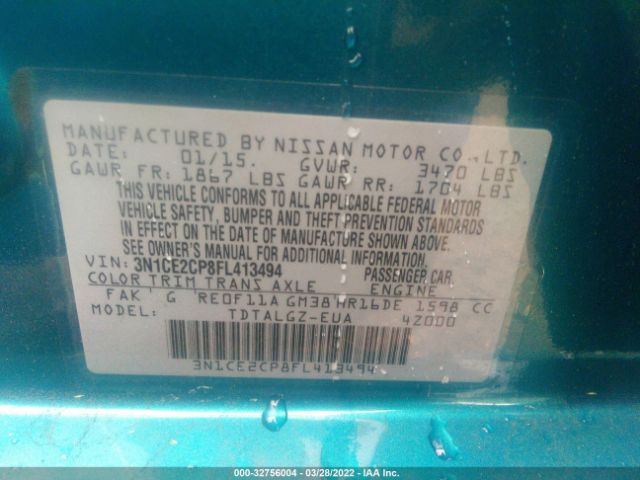 MANUFACTURED BY NISSAN MOTOR CO., LTD.
DATE: 01/15. GVWR: 3470 LBS
GAWR FR: 1867 LBS GAWR RR: 1704 LBS
THIS VEHICLE CONFORMS TO ALL APPLICABLE FEDERAL MOTOR
VEHICLE SAFETY, BUMPER AND THEFT PREVENTION STANDARDS
IN EFFECT ON THE DATE OF MANUFACTURE SHOWN ABOVE.
SEE OWNER'S MANUAL FOR ADDITIONAL INFORMATION.
VIN: 3N1CE2CP8FL413494 PASSENGER CAR
COLOR TRIM TRANS AXLE ENGINE
FAK G RE0F11A GM38 HR16DE 1598 CC
MODEL: TDTALGZ-EUA 4Z000
3N1CE2CP8FL413494
000-32756004 - 03/28/2022 - IAA Inc.